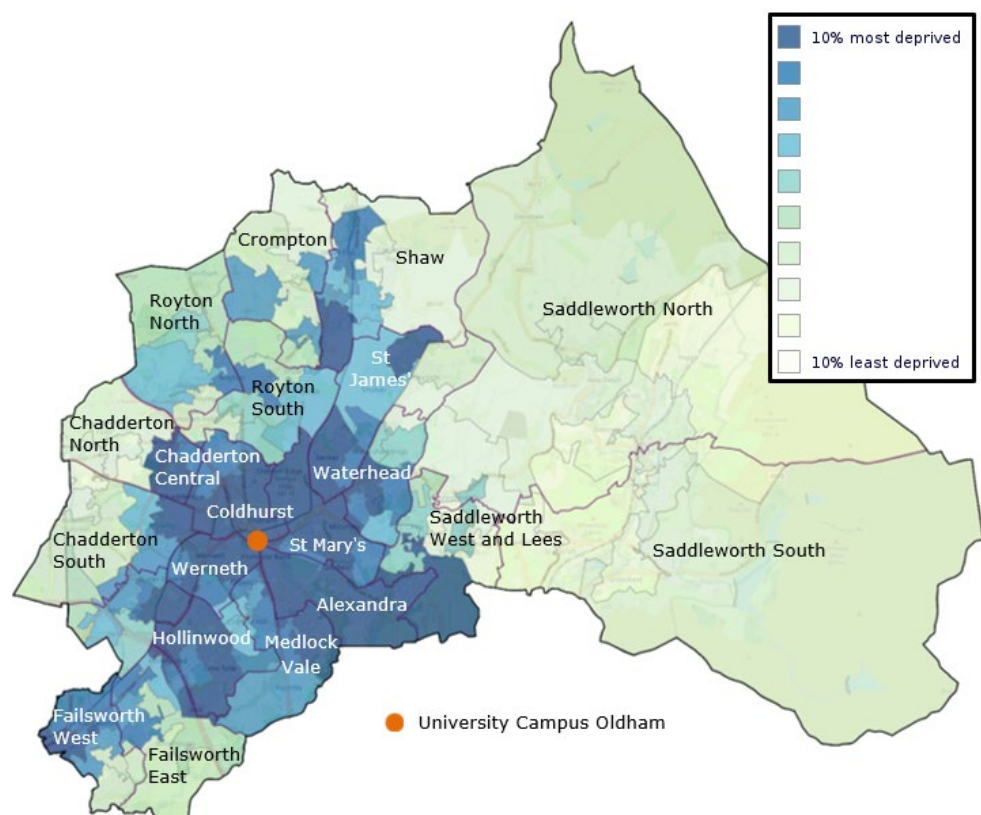 10% most deprived
10% least deprived
Crompton
Shaw
Royton
North
Saddleworth North
St
James'
Royton
South
Chadderton
North
Chadderton
Central
Waterhead
Coldhurst
Saddleworth
West and Lees
Chadderton
South
St Mary's
Saddleworth South
Werneth
Alexandra
Hollinwood
Medlock
Vale
Failsworth
West
University Campus Oldham
Failsworth
East